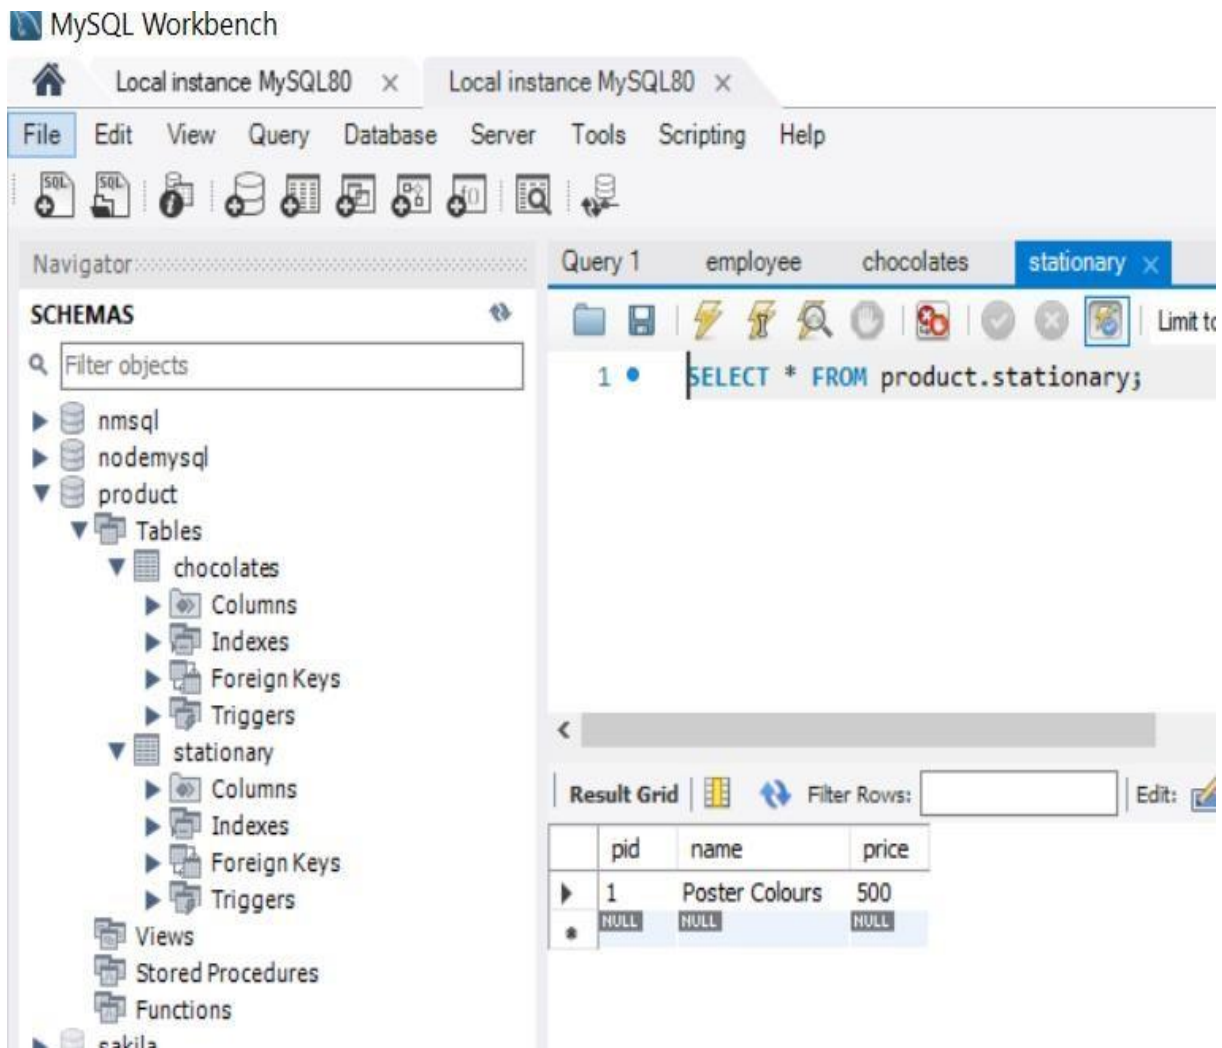 MySQL Workbench
Local instance MySQL80 Local instance MySQL80
File Edit View Query Database Server Tools Scripting Help
Navigator
SCHEMAS
Filter objects
nmsql
nodemysql
product
Tables
chocolates
Columns
Indexes
Foreign Keys
Triggers
stationary
Columns
Indexes
Foreign Keys
Triggers
Views
Stored Procedures
Functions
sakila
Query 1 employee chocolates stationary
Limit to
1 SELECT * FROM product.stationary;
Result Grid Filter Rows: Edit:
pid name price
1 Poster Colours 500
NULL NULL NULL